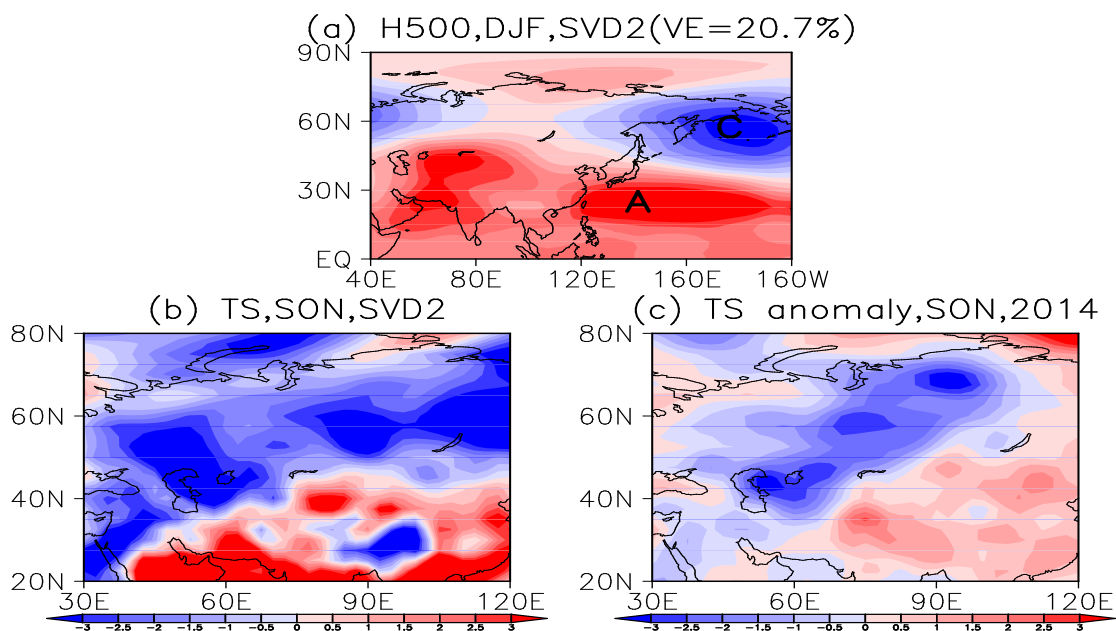 (a) H500,DJF,SVD2(VE=20.7%)
90N
60N
C
30N
A
EQ
40E 80E 120E 160E 160W
(b) TS,SON,SVD2
(c) TS anomaly,SON,2014
80N
60N
40N
20N
30E 60E 90E 120E
-3 -2.5 -2 -1.5 -1 -0.5 0 0.5 1 1.5 2 2.5 3
80N
60N
40N
20N
30E 60E 90E 120E
-3 -2.5 -2 -1.5 -1 -0.5 0 0.5 1 1.5 2 2.5 3